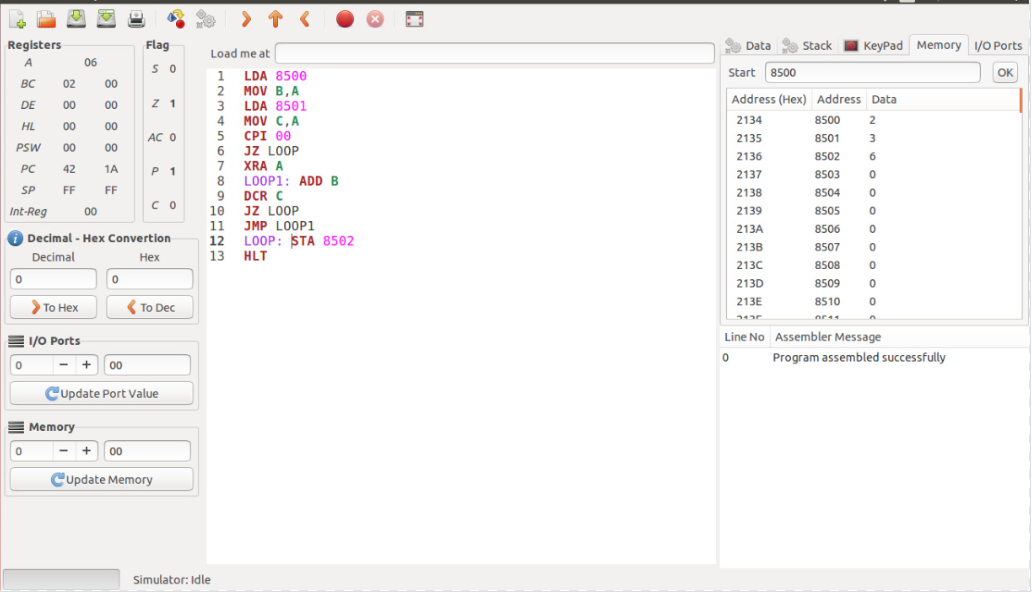 Registers
A 06
BC 02 00
DE 00 00
HL 00 00
PSW 00 00
PC 42 1A
SP FF FF
Int-Reg 00
Flag
S 0
Z 1
AC 0
P 1
C 0
Decimal - Hex Convertion
Decimal Hex
0 0
To Hex To Dec
I/O Ports
0 − + 00
Update Port Value
Memory
0 − + 00
Update Memory
Load me at
1 LDA 8500
2 MOV B,A
3 LDA 8501
4 MOV C,A
5 CPI 00
6 JZ LOOP
7 XRA A
8 LOOP1: ADD B
9 DCR C
10 JZ LOOP
11 JMP LOOP1
12 LOOP: STA 8502
13 HLT
Data Stack KeyPad Memory I/O Ports
Start 8500 OK
Address (Hex) Address Data
2134 8500 2
2135 8501 3
2136 8502 6
2137 8503 0
2138 8504 0
2139 8505 0
213A 8506 0
213B 8507 0
213C 8508 0
213D 8509 0
213E 8510 0
213F 8511 0
Line No Assembler Message
0 Program assembled successfully
Simulator: Idle